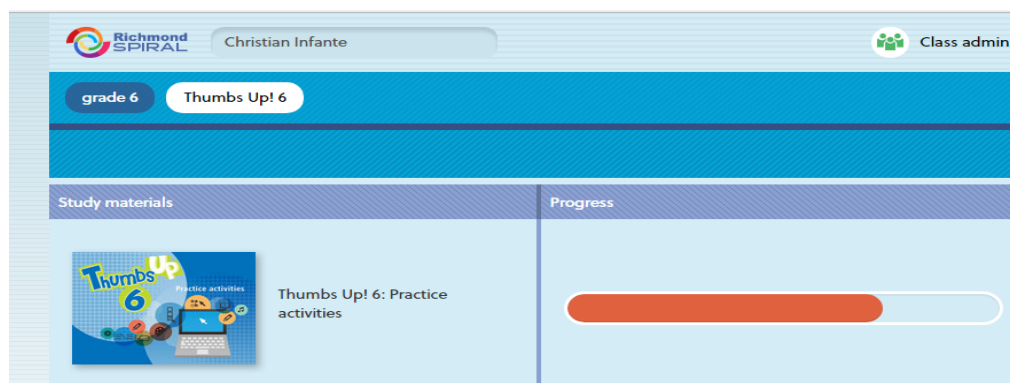 Richmond
SPIRAL
Christian Infante
Class admin
grade 6
Thumbs Up! 6
Study materials
Progress
Thumbs Up
6
Practice activities
Thumbs Up! 6: Practice
activities